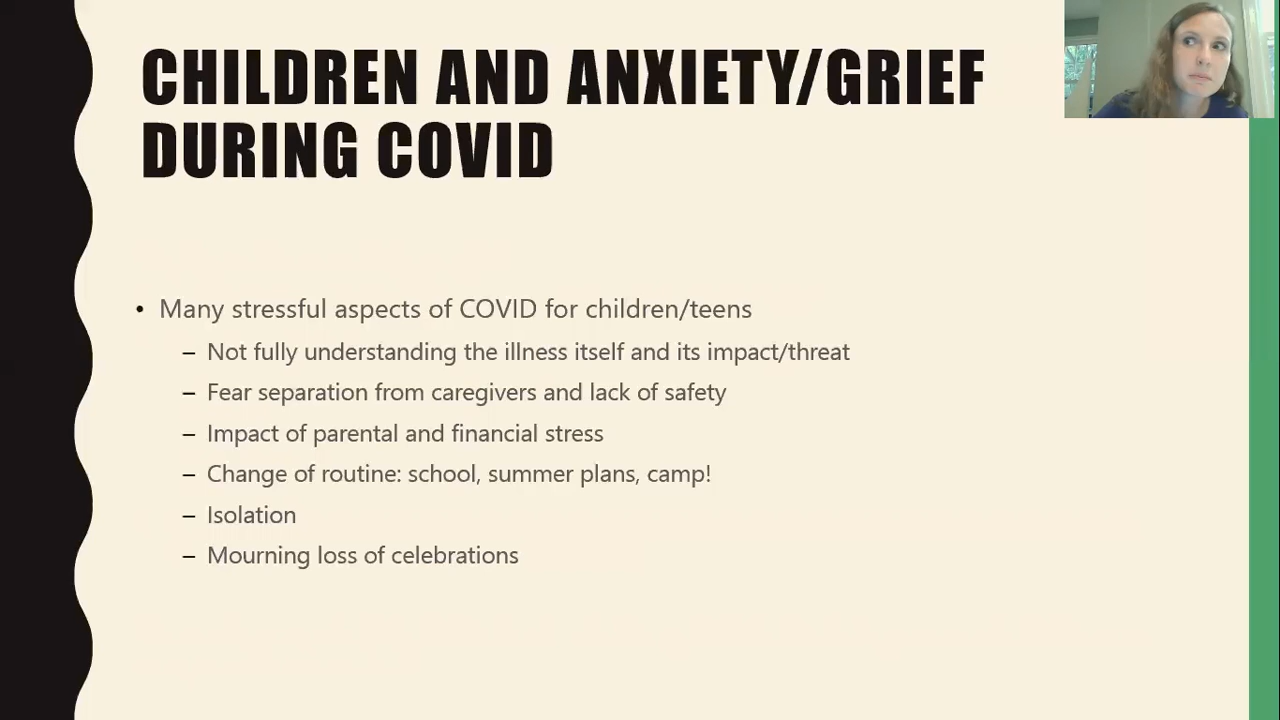 CHILDREN AND ANXIETY/GRIEF
DURING COVID
• Many stressful aspects of COVID for children/teens
– Not fully understanding the illness itself and its impact/threat
– Fear separation from caregivers and lack of safety
– Impact of parental and financial stress
– Change of routine: school, summer plans, camp!
– Isolation
– Mourning loss of celebrations